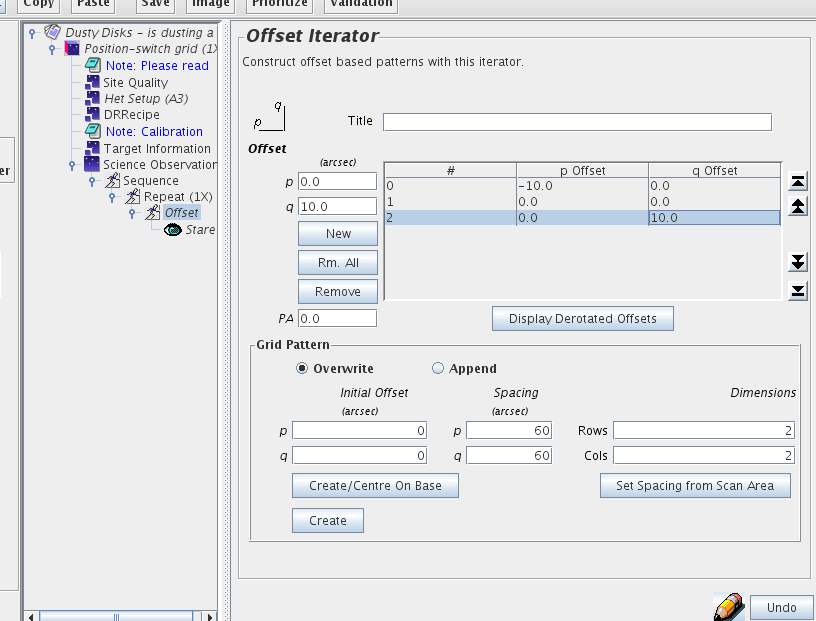 Copy Paste Save Image Prioritize Validation
Dusty Disks - is dusting a
Position-switch grid (1X
Note: Please read
Site Quality
Het Setup (A3)
DRRecipe
Note: Calibration
Target Information
Science Observation
Sequence
Repeat (1X)
Offset
Stare
er
Offset Iterator
Construct offset based patterns with this iterator.
p q
Title
Offset
(arcsec)
p 0.0
q 10.0
New
Rm. All
Remove
PA 0.0
# p Offset q Offset
0 -10.0 0.0
1 0.0 0.0
2 0.0 10.0
Display Derotated Offsets
Grid Pattern
Overwrite Append
Initial Offset Spacing Dimensions
(arcsec) (arcsec)
p 0 p 60 Rows 2
q 0 q 60 Cols 2
Create/Centre On Base Set Spacing from Scan Area
Create
Undo